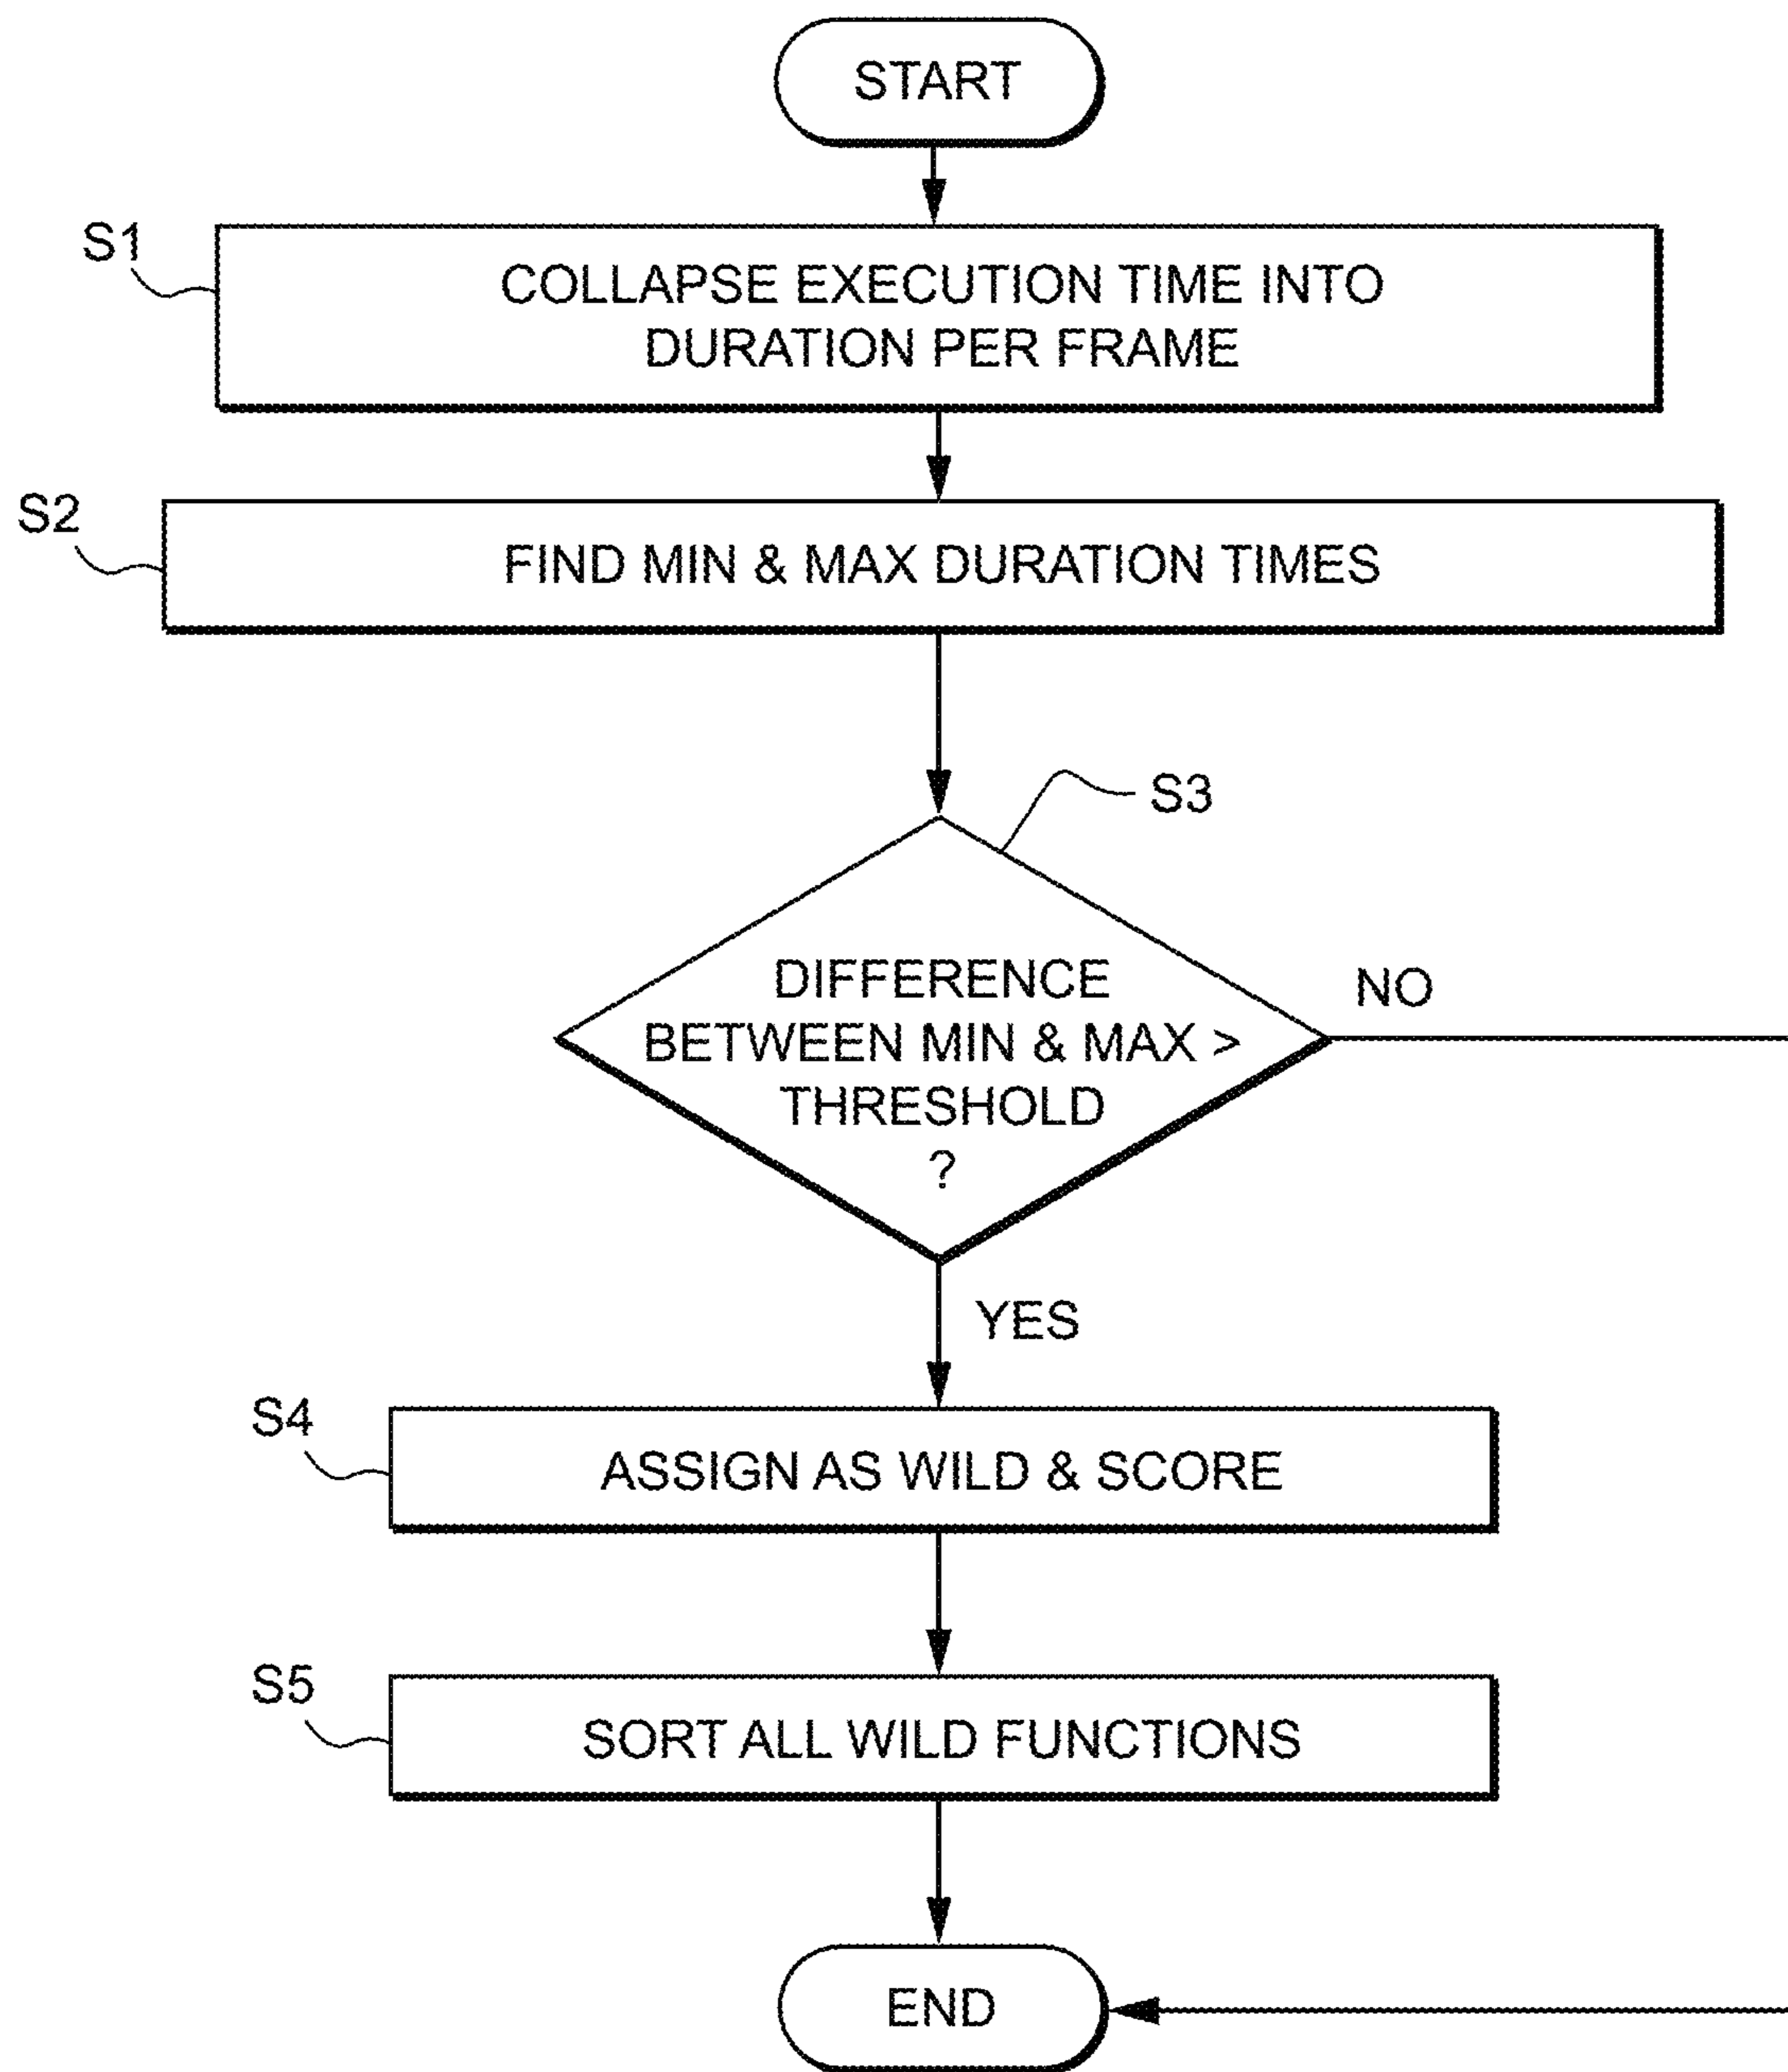 START
S1
COLLAPSE EXECUTION TIME INTO
DURATION PER FRAME
S2
FIND MIN & MAX DURATION TIMES
S3
DIFFERENCE
BETWEEN MIN & MAX >
THRESHOLD
?
NO
YES
S4
ASSIGN AS WILD & SCORE
S5
SORT ALL WILD FUNCTIONS
END